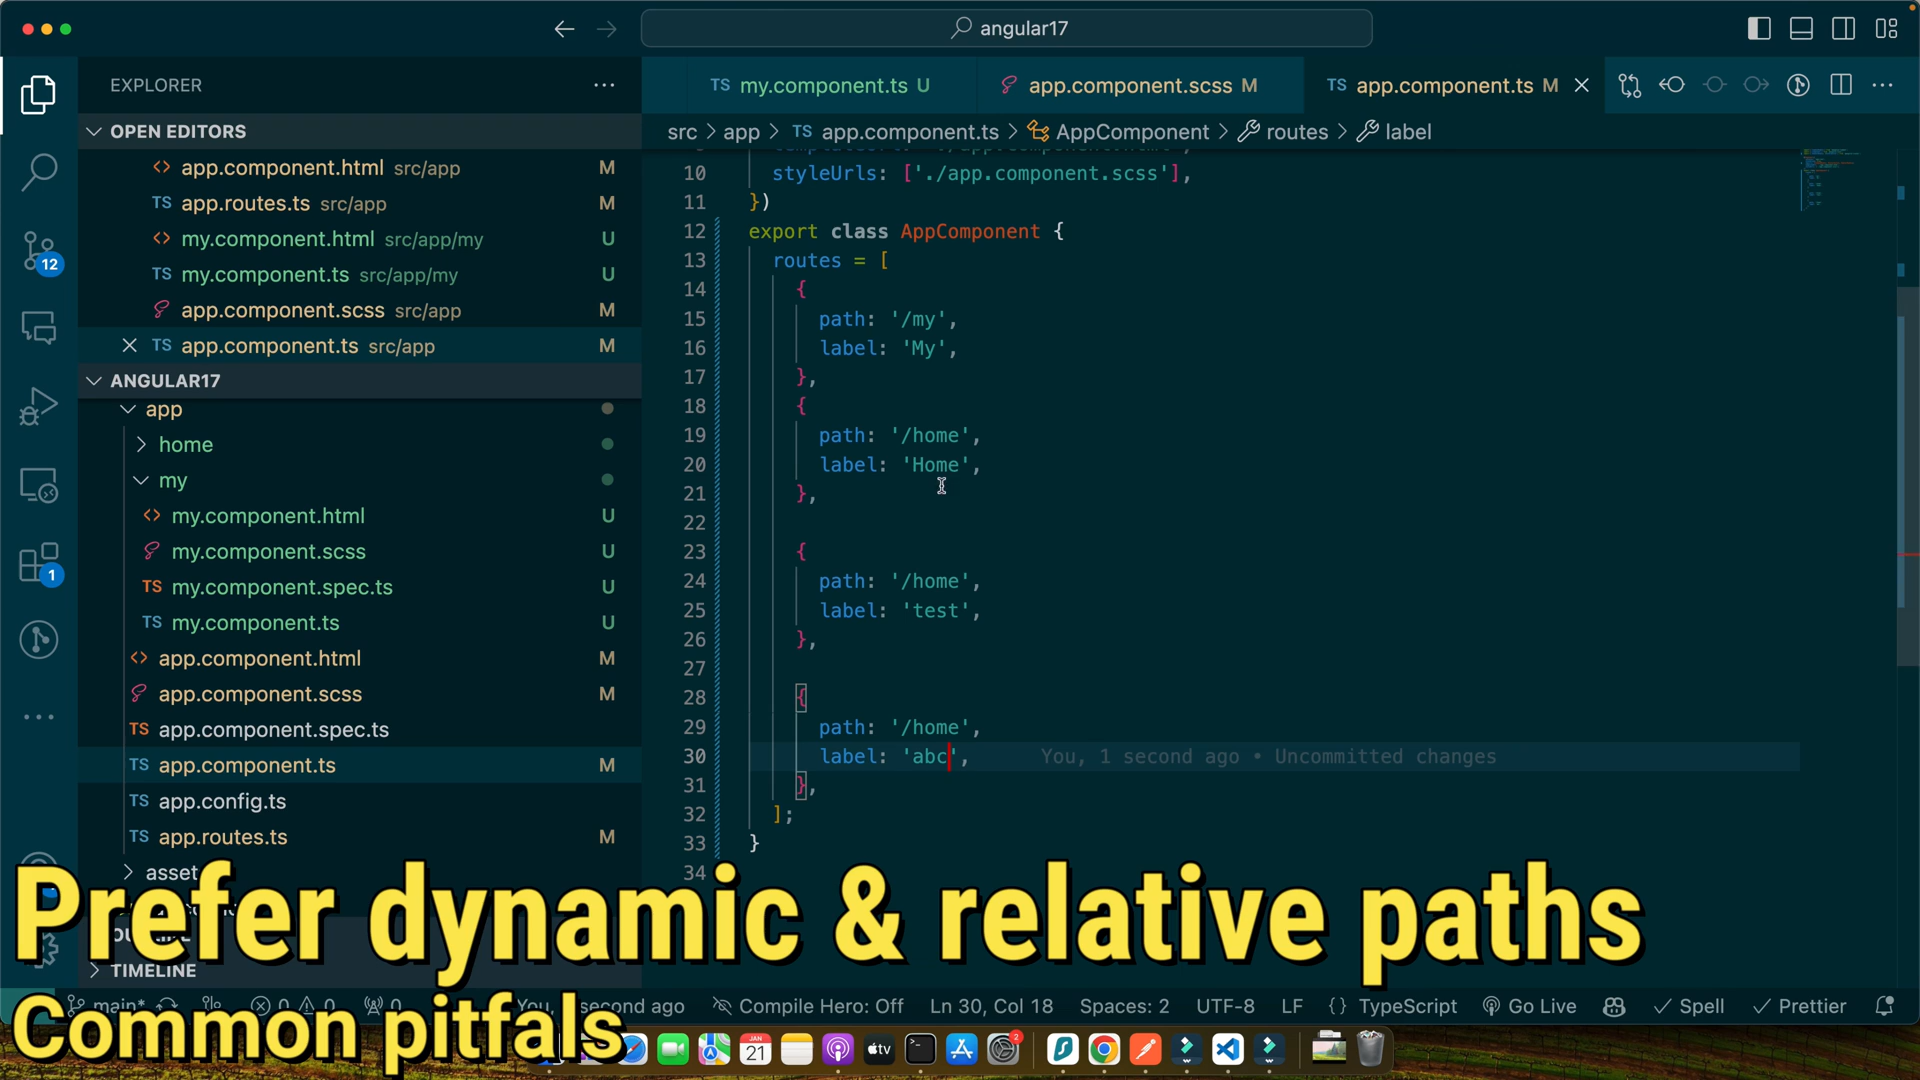 angular17
EXPLORER
OPEN EDITORS
app.component.html src/app M
TS app.routes.ts src/app M
my.component.html src/app/my U
TS my.component.ts src/app/my U
app.component.scss src/app M
TS app.component.ts src/app M
ANGULAR17
app
home
my
my.component.html U
my.component.scss U
TS my.component.spec.ts U
TS my.component.ts U
app.component.html M
app.component.scss M
TS app.component.spec.ts
TS app.component.ts M
TS app.config.ts
TS app.routes.ts M
asset
TIMELINE
12
1
TS my.component.ts U
app.component.scss M
TS app.component.ts M
src > app > TS app.component.ts > AppComponent > routes > label
10 styleUrls: ['./app.component.scss'],
11 })
12 export class AppComponent {
13 routes = [
14 {
15 path: '/my',
16 label: 'My',
17 },
18 {
19 path: '/home',
20 label: 'Home',
21 },
22
23 {
24 path: '/home',
25 label: 'test',
26 },
27
28 {
29 path: '/home',
30 label: 'abc', You, 1 second ago • Uncommitted changes
31 },
32 ];
33 }
34
Prefer dynamic & relative paths
Common pitfals
main* 0 0 0 You, second ago Compile Hero: Off Ln 30, Col 18 Spaces: 2 UTF-8 LF {} TypeScript Go Live Spell Prettier
JAN
21
tv
2